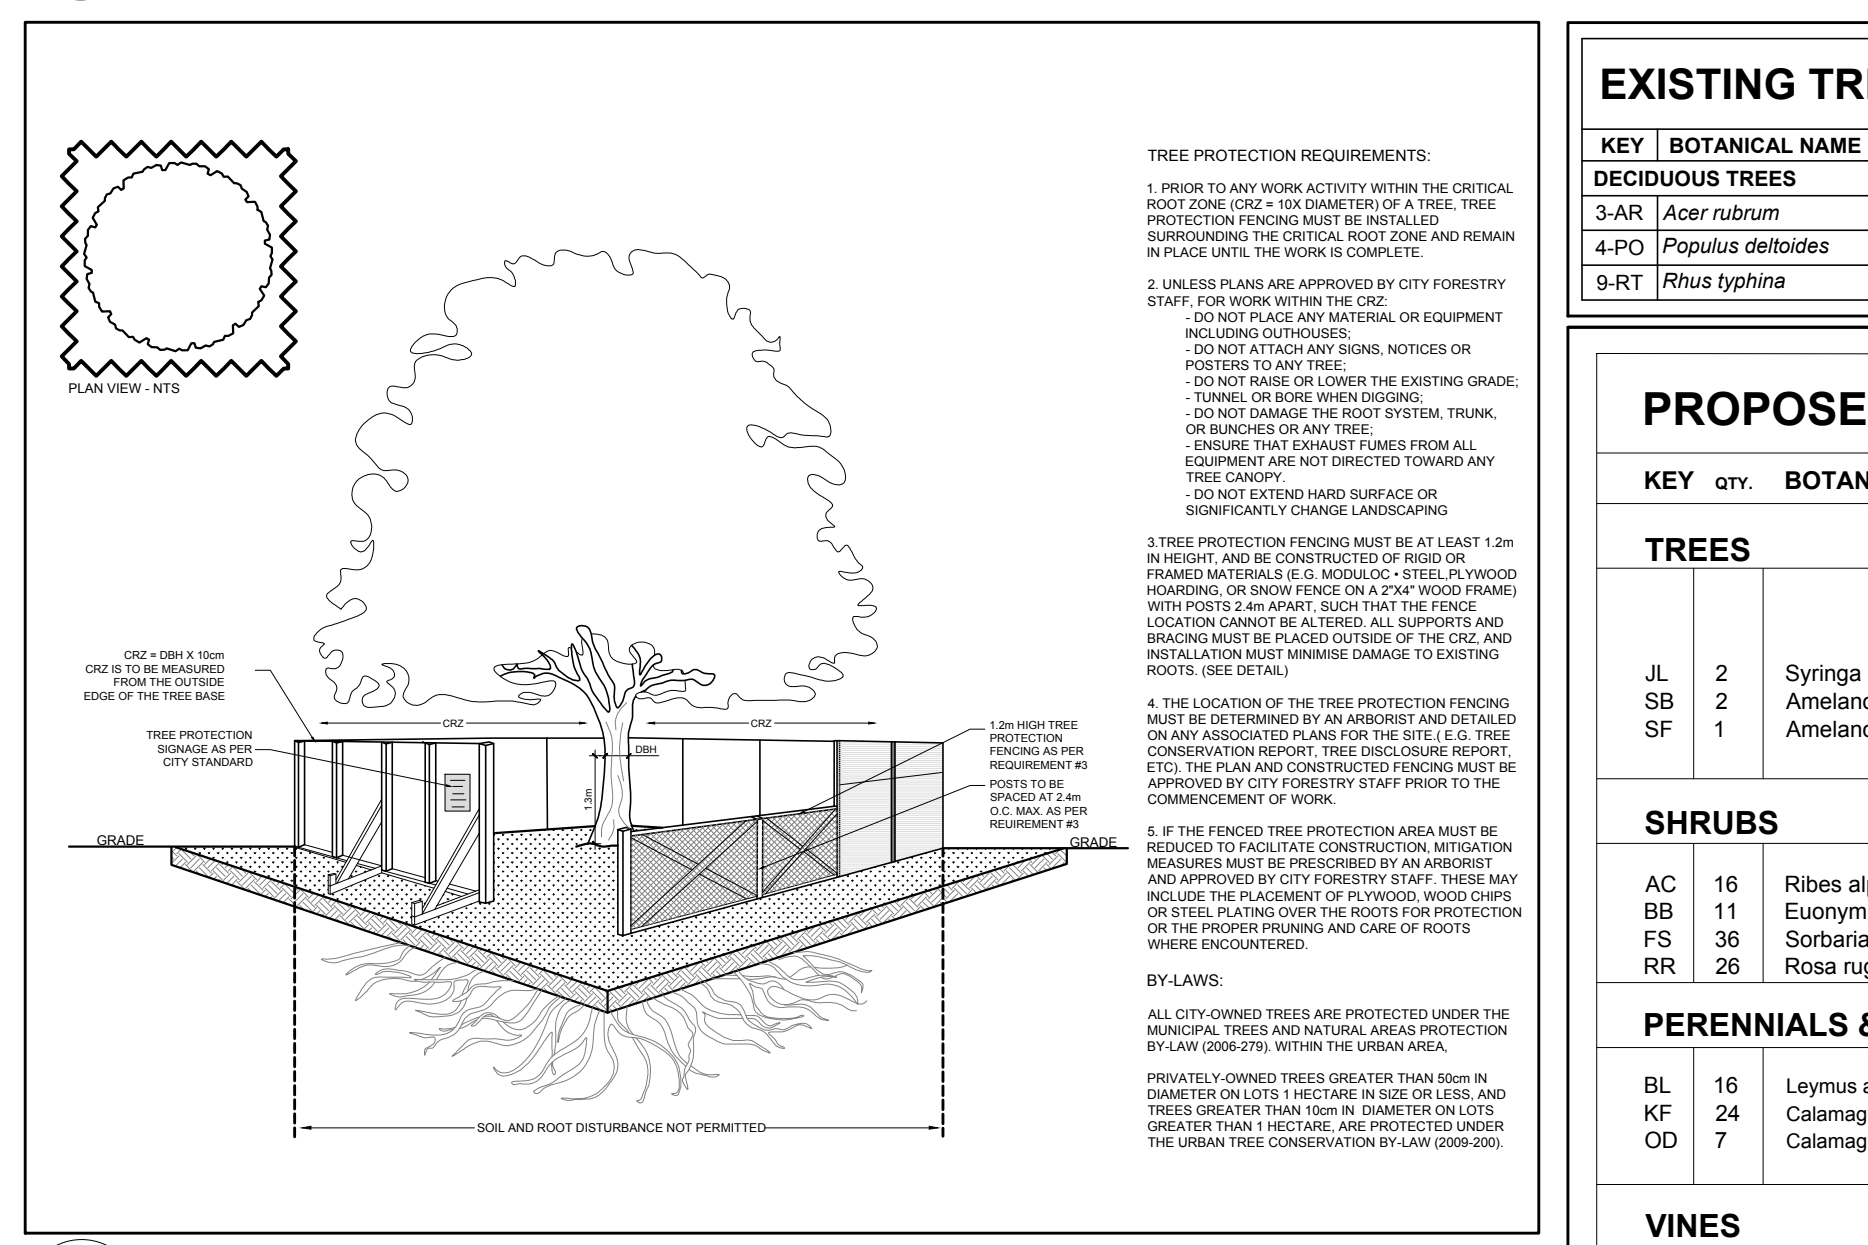 PLAN VIEW - NTS
CRZ = DBH X 10cm
CRZ IS TO BE MEASURED
FROM THE OUTSIDE
EDGE OF THE TREE BASE
TREE PROTECTION
SIGNAGE AS PER
CITY STANDARD
GRADE
CRZ
CRZ
DBH
1.3m
1.2m HIGH TREE
PROTECTION
FENCING AS PER
REQUIREMENT #3
POSTS TO BE
SPACED AT 2.4m
O.C. MAX. AS PER
REUIREMENT #3
GRADE
SOIL AND ROOT DISTURBANCE NOT PERMITTED
TREE PROTECTION REQUIREMENTS:
1. PRIOR TO ANY WORK ACTIVITY WITHIN THE CRITICAL
ROOT ZONE (CRZ = 10X DIAMETER) OF A TREE, TREE
PROTECTION FENCING MUST BE INSTALLED
SURROUNDING THE CRITICAL ROOT ZONE AND REMAIN
IN PLACE UNTIL THE WORK IS COMPLETE.
2. UNLESS PLANS ARE APPROVED BY CITY FORESTRY
STAFF, FOR WORK WITHIN THE CRZ:
- DO NOT PLACE ANY MATERIAL OR EQUIPMENT
INCLUDING OUTHOUSES;
- DO NOT ATTACH ANY SIGNS, NOTICES OR
POSTERS TO ANY TREE;
- DO NOT RAISE OR LOWER THE EXISTING GRADE;
- TUNNEL OR BORE WHEN DIGGING;
- DO NOT DAMAGE THE ROOT SYSTEM, TRUNK,
OR BUNCHES OR ANY TREE;
- ENSURE THAT EXHAUST FUMES FROM ALL
EQUIPMENT ARE NOT DIRECTED TOWARD ANY
TREE CANOPY.
- DO NOT EXTEND HARD SURFACE OR
SIGNIFICANTLY CHANGE LANDSCAPING
3.TREE PROTECTION FENCING MUST BE AT LEAST 1.2m
IN HEIGHT, AND BE CONSTRUCTED OF RIGID OR
FRAMED MATERIALS (E.G. MODULOC • STEEL,PLYWOOD
HOARDING, OR SNOW FENCE ON A 2"X4" WOOD FRAME)
WITH POSTS 2.4m APART, SUCH THAT THE FENCE
LOCATION CANNOT BE ALTERED. ALL SUPPORTS AND
BRACING MUST BE PLACED OUTSIDE OF THE CRZ, AND
INSTALLATION MUST MINIMISE DAMAGE TO EXISTING
ROOTS. (SEE DETAIL)
4. THE LOCATION OF THE TREE PROTECTION FENCING
MUST BE DETERMINED BY AN ARBORIST AND DETAILED
ON ANY ASSOCIATED PLANS FOR THE SITE.( E.G. TREE
CONSERVATION REPORT, TREE DISCLOSURE REPORT,
ETC). THE PLAN AND CONSTRUCTED FENCING MUST BE
APPROVED BY CITY FORESTRY STAFF PRIOR TO THE
COMMENCEMENT OF WORK.
5. IF THE FENCED TREE PROTECTION AREA MUST BE
REDUCED TO FACILITATE CONSTRUCTION, MITIGATION
MEASURES MUST BE PRESCRIBED BY AN ARBORIST
AND APPROVED BY CITY FORESTRY STAFF. THESE MAY
INCLUDE THE PLACEMENT OF PLYWOOD, WOOD CHIPS
OR STEEL PLATING OVER THE ROOTS FOR PROTECTION
OR THE PROPER PRUNING AND CARE OF ROOTS
WHERE ENCOUNTERED.
BY-LAWS:
ALL CITY-OWNED TREES ARE PROTECTED UNDER THE
MUNICIPAL TREES AND NATURAL AREAS PROTECTION
BY-LAW (2006-279). WITHIN THE URBAN AREA,
PRIVATELY-OWNED TREES GREATER THAN 50cm IN
DIAMETER ON LOTS 1 HECTARE IN SIZE OR LESS, AND
TREES GREATER THAN 10cm IN DIAMETER ON LOTS
GREATER THAN 1 HECTARE, ARE PROTECTED UNDER
THE URBAN TREE CONSERVATION BY-LAW (2009-200).
EXISTING TR
KEY BOTANICAL NAME
DECIDUOUS TREES
3-AR Acer rubrum
4-PO Populus deltoides
9-RT Rhus typhina
PROPOSE
KEY QTY. BOTAN
TREES
JL 2 Syringa
SB 2 Amelanc
SF 1 Amelanc
SHRUBS
AC 16 Ribes al
BB 11 Euonym
FS 36 Sorbaria
RR 26 Rosa rug
PERENNIALS &
BL 16 Leymus a
KF 24 Calamag
OD 7 Calamag
VINES